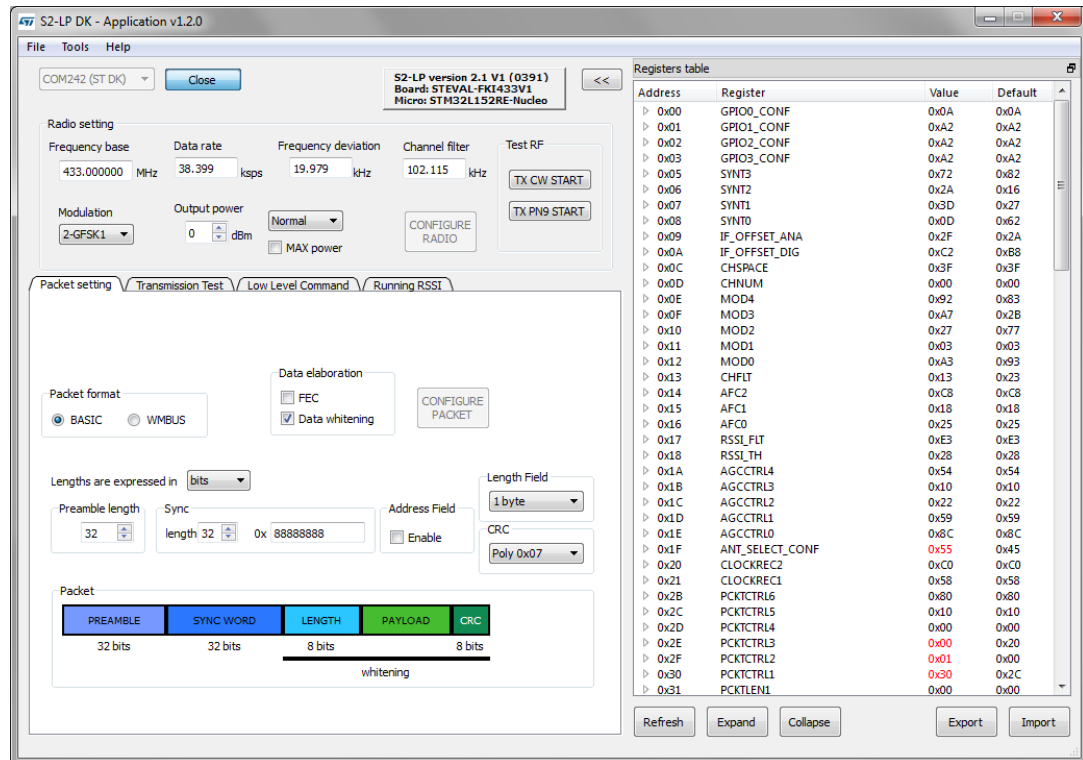 S2-LP DK - Application v1.2.0
File Tools Help
COM242 (ST DK)
Close
S2-LP version 2.1 V1 (0391)
Board: STEVAL-FKI433V1
Micro: STM32L152RE-Nucleo
<<
Radio setting
Frequency base Data rate Frequency deviation Channel filter Test RF
433.000000 MHz 38.399 ksps 19.979 kHz 102.115 kHz
TX CW START
Modulation Output power
2-GFSK1 0 dBm Normal
MAX power
CONFIGURE
RADIO
TX PN9 START
Packet setting Transmission Test Low Level Command Running RSSI
Packet format
BASIC WMBUS
Data elaboration
FEC
Data whitening
CONFIGURE
PACKET
Lengths are expressed in bits
Length Field
1 byte
Preamble length
32
Sync
length 32 0x 88888888
Address Field
Enable
CRC
Poly 0x07
Packet
PREAMBLE SYNC WORD LENGTH PAYLOAD CRC
32 bits 32 bits 8 bits 8 bits
whitening
Registers table
Address Register Value Default
0x00 GPIO0_CONF 0x0A 0x0A
0x01 GPIO1_CONF 0xA2 0xA2
0x02 GPIO2_CONF 0xA2 0xA2
0x03 GPIO3_CONF 0xA2 0xA2
0x05 SYNT3 0x72 0x82
0x06 SYNT2 0x2A 0x16
0x07 SYNT1 0x3D 0x27
0x08 SYNT0 0x0D 0x62
0x09 IF_OFFSET_ANA 0x2F 0x2A
0x0A IF_OFFSET_DIG 0xC2 0xB8
0x0C CHSPACE 0x3F 0x3F
0x0D CHNUM 0x00 0x00
0x0E MOD4 0x92 0x83
0x0F MOD3 0xA7 0x2B
0x10 MOD2 0x27 0x77
0x11 MOD1 0x03 0x03
0x12 MOD0 0xA3 0x93
0x13 CHFLT 0x13 0x23
0x14 AFC2 0xC8 0xC8
0x15 AFC1 0x18 0x18
0x16 AFC0 0x25 0x25
0x17 RSSI_FLT 0xE3 0xE3
0x18 RSSI_TH 0x28 0x28
0x1A AGCCTRL4 0x54 0x54
0x1B AGCCTRL3 0x10 0x10
0x1C AGCCTRL2 0x22 0x22
0x1D AGCCTRL1 0x59 0x59
0x1E AGCCTRL0 0x8C 0x8C
0x1F ANT_SELECT_CONF 0x55 0x45
0x20 CLOCKREC2 0xC0 0xC0
0x21 CLOCKREC1 0x58 0x58
0x2B PCKTCTRL6 0x80 0x80
0x2C PCKTCTRL5 0x10 0x10
0x2D PCKTCTRL4 0x00 0x00
0x2E PCKTCTRL3 0x00 0x20
0x2F PCKTCTRL2 0x01 0x00
0x30 PCKTCTRL1 0x30 0x2C
0x31 PCKTLEN1 0x00 0x00
Refresh Expand Collapse Export Import